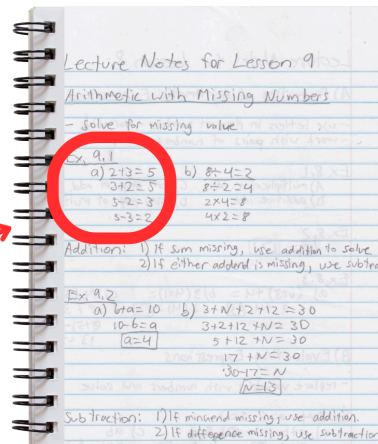 Lecture Notes for Lesson 9
Arithmetic with Missing Numbers
- Solve for missing value
Ex. 9.1
a) 2+3=5 b) 8÷4=2
3+2=5 8÷2=4
5-2=3 2x4=8
5-3=2 4x2=8
Addition: 1) If sum missing, use addition to solve
2) If either addend is missing, use subtra
Ex. 9.2
a) 6+a=10 b) 3+N+2+12=30
10-6=a 3+2+12+N=30
a=4 5+12+N=30
17+N=30
30-17=N
N=13
Subtraction: 1) If minuend missing, use addition.
2) If difference missing, use subtraction